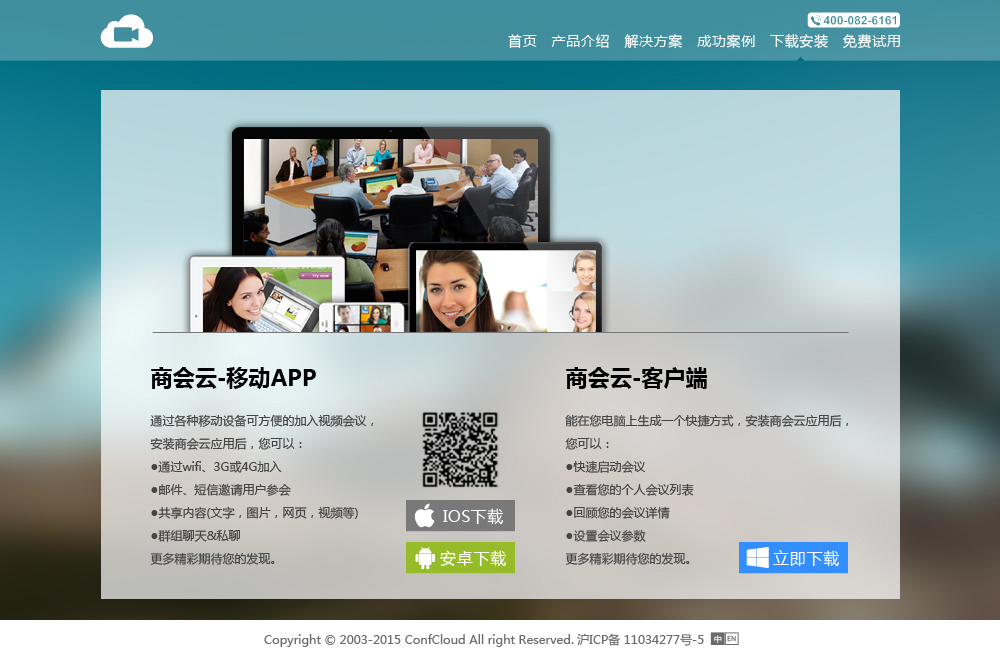 400-082-6161
首页 产品介绍 解决方案 成功案例 下载安装 免费试用
商会云-移动APP
通过各种移动设备可方便的加入视频会议，
安装商会云应用后，您可以：
●通过wifi、3G或4G加入
●邮件、短信邀请用户参会
●共享内容(文字，图片，网页，视频等)
●群组聊天&私聊
更多精彩期待您的发现。
IOS下载
安卓下载
商会云-客户端
能在您电脑上生成一个快捷方式，安装商会云应用后，
您可以：
●快速启动会议
●查看您的个人会议列表
●回顾您的会议详情
●设置会议参数
更多精彩期待您的发现。
立即下载
Copyright © 2003-2015 ConfCloud All right Reserved. 沪ICP备 11034277号-5 中 EN